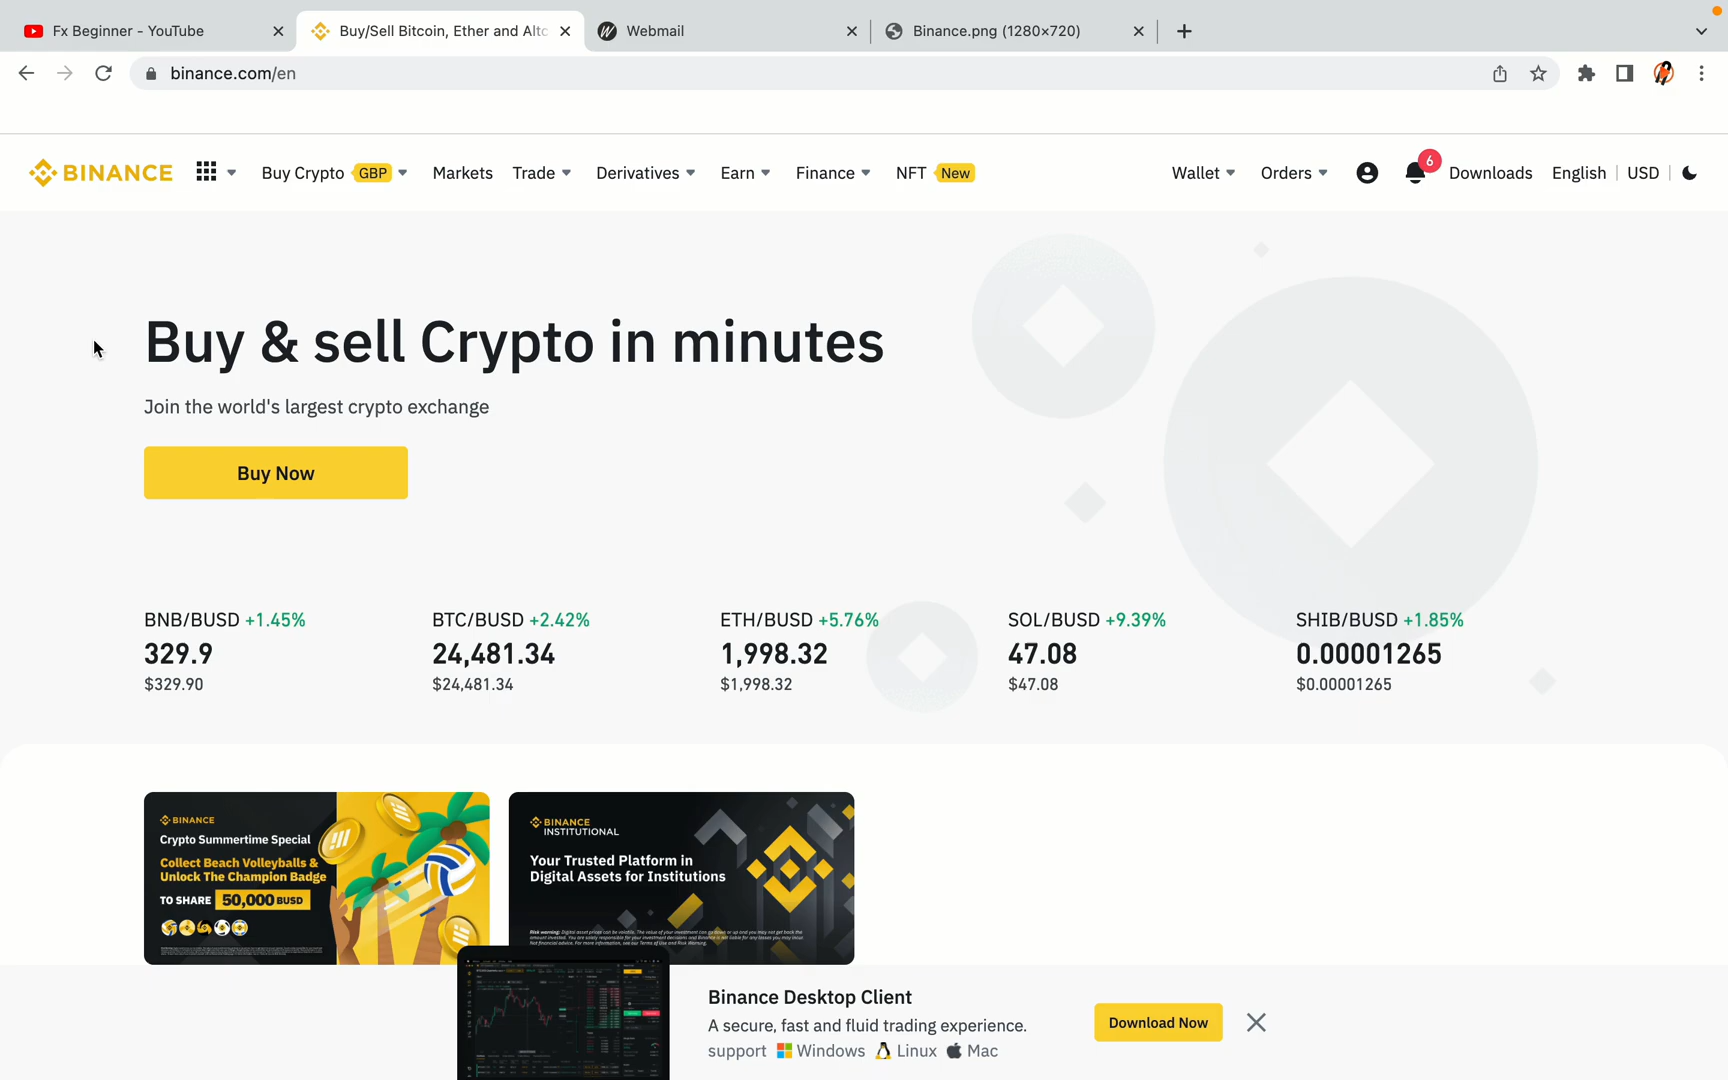 Fx Beginner - YouTube
Buy/Sell Bitcoin, Ether and Altc
Webmail
Binance.png (1280×720)
binance.com/en
BINANCE
Buy Crypto GBP
Markets
Trade
Derivatives
Earn
Finance
NFT New
Wallet
Orders
6
Downloads
English
USD
Buy & sell Crypto in minutes
Join the world's largest crypto exchange
Buy Now
BNB/BUSD +1.45%
329.9
$329.90
BTC/BUSD +2.42%
24,481.34
$24,481.34
ETH/BUSD +5.76%
1,998.32
$1,998.32
SOL/BUSD +9.39%
47.08
$47.08
SHIB/BUSD +1.85%
0.00001265
$0.00001265
BINANCE
Crypto Summertime Special
Collect Beach Volleyballs &
Unlock The Champion Badge
TO SHARE 50,000 BUSD
BINANCE
INSTITUTIONAL
Your Trusted Platform in
Digital Assets for Institutions
Binance Desktop Client
A secure, fast and fluid trading experience.
support Windows Linux Mac
Download Now